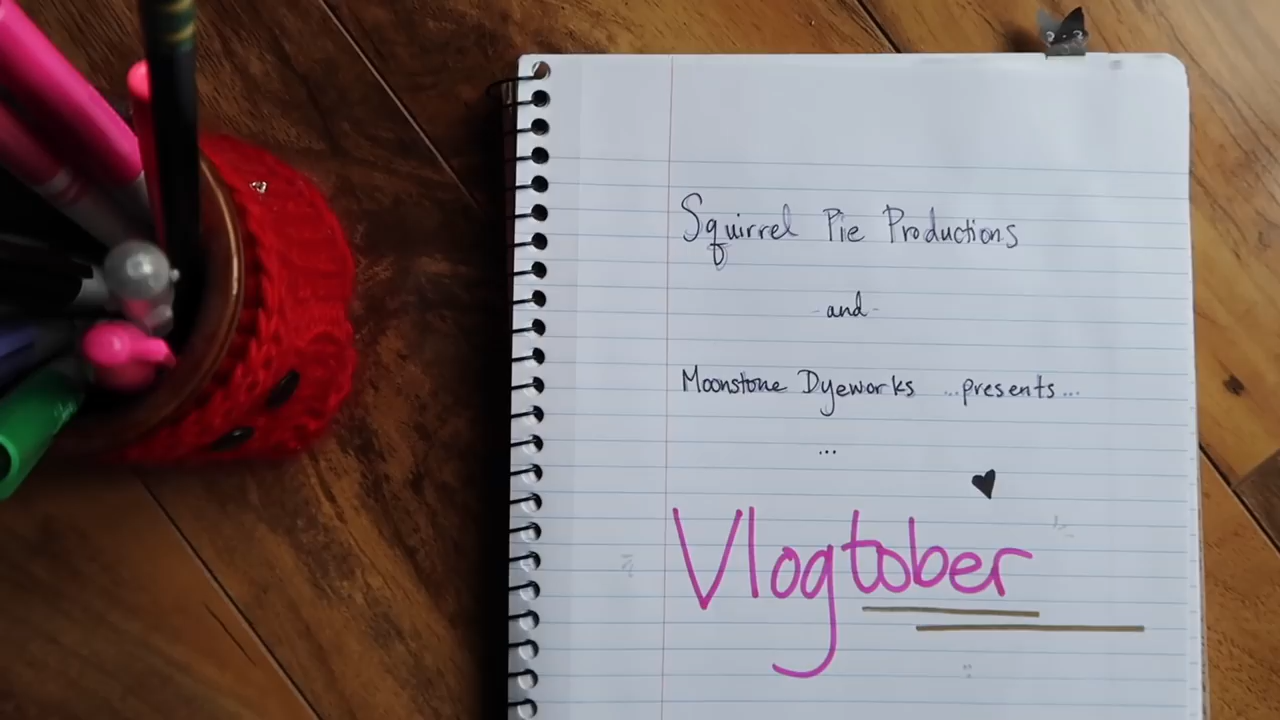 Squirrel Pie Productions
- and -
Moonstone Dyeworks ...presents...
...
Vlogtober